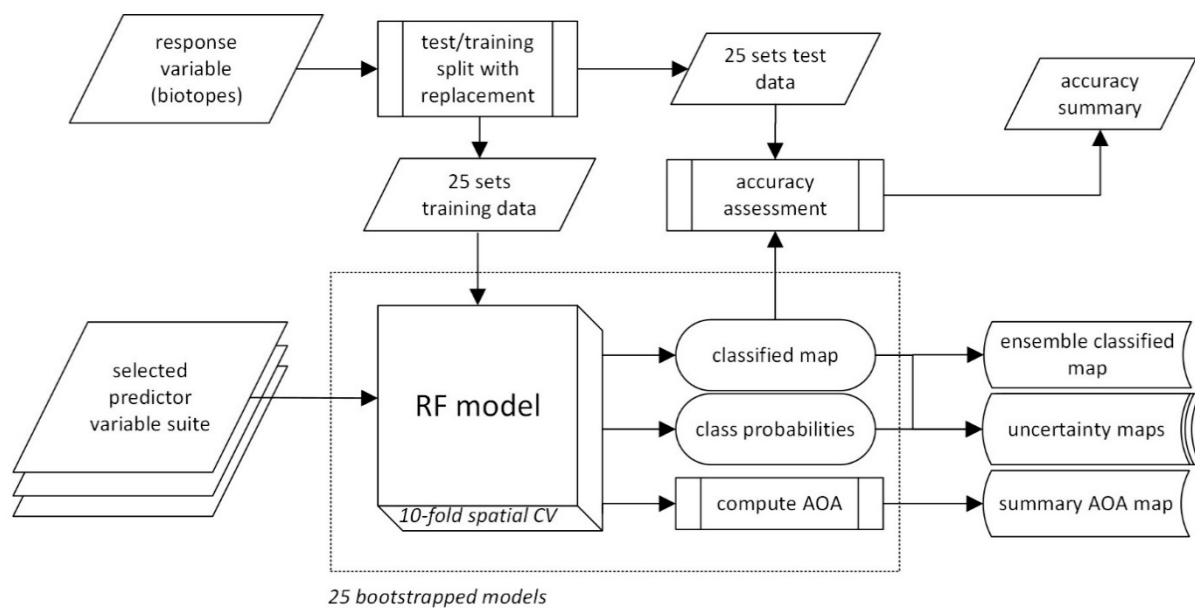 response
variable
(biotopes)
test/training
split with
replacement
25 sets test
data
accuracy
summary
25 sets
training data
accuracy
assessment
selected
predictor
variable suite
RF model
10-fold spatial CV
classified map
class probabilities
compute AOA
ensemble classified
map
uncertainty maps
summary AOA map
25 bootstrapped models